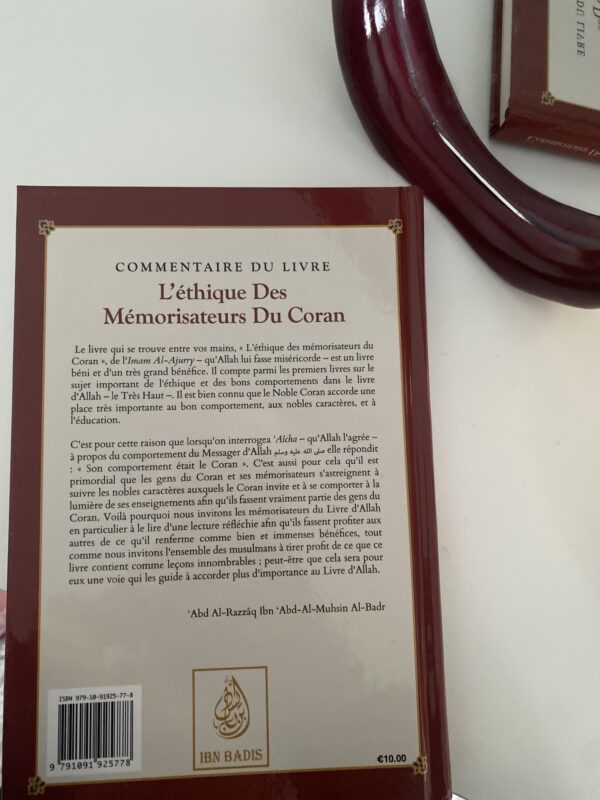 COMMENTAIRE DU LIVRE
L'éthique Des
Mémorisateurs Du Coran
Le livre qui se trouve entre vos mains, « L'éthique des mémorisateurs du
Coran », de l'Imam Al-Ajurry – qu'Allah lui fasse miséricorde – est un livre
béni et d'un très grand bénéfice. Il compte parmi les premiers livres sur le
sujet important de l'éthique et des bons comportements dans le livre
d'Allah – le Très Haut –. Il est bien connu que le Noble Coran accorde une
place très importante au bon comportement, aux nobles caractères, et à
l'éducation.
C'est pour cette raison que lorsqu'on interrogea 'Aïcha – qu'Allah l'agrée –
à propos du comportement du Messager d'Allah صلى الله عليه وسلم elle répondit
: « Son comportement était le Coran ». C'est aussi pour cela qu'il est
primordial que les gens du Coran et ses mémorisateurs s'astreignent à
suivre les nobles caractères auxquels le Coran invite et à se comporter à la
lumière de ses enseignements afin qu'ils fassent vraiment partie des gens du
Coran. Voilà pourquoi nous invitons les mémorisateurs du Livre d'Allah
en particulier à le lire d'une lecture réfléchie afin qu'ils fassent profiter aux
autres de ce qu'il renferme comme bien et immenses bénéfices, tout
comme nous invitons l'ensemble des musulmans à tirer profit de ce que ce
livre contient comme leçons innombrables ; peut-être que cela sera pour
eux une voie qui les guide à accorder plus d'importance au Livre d'Allah.
'Abd Al-Razzâq Ibn 'Abd-Al-Muhsin Al-Badr
ISBN 979-10-91925-77-8
9 791091 925778
ابن باديس
IBN BADIS
€10.00
DU LIVRE